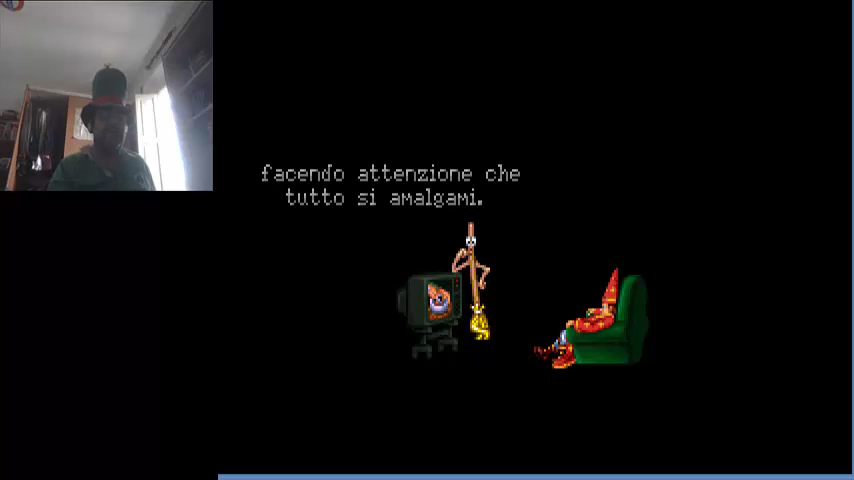 facendo attenzione che
tutto si amalgami.